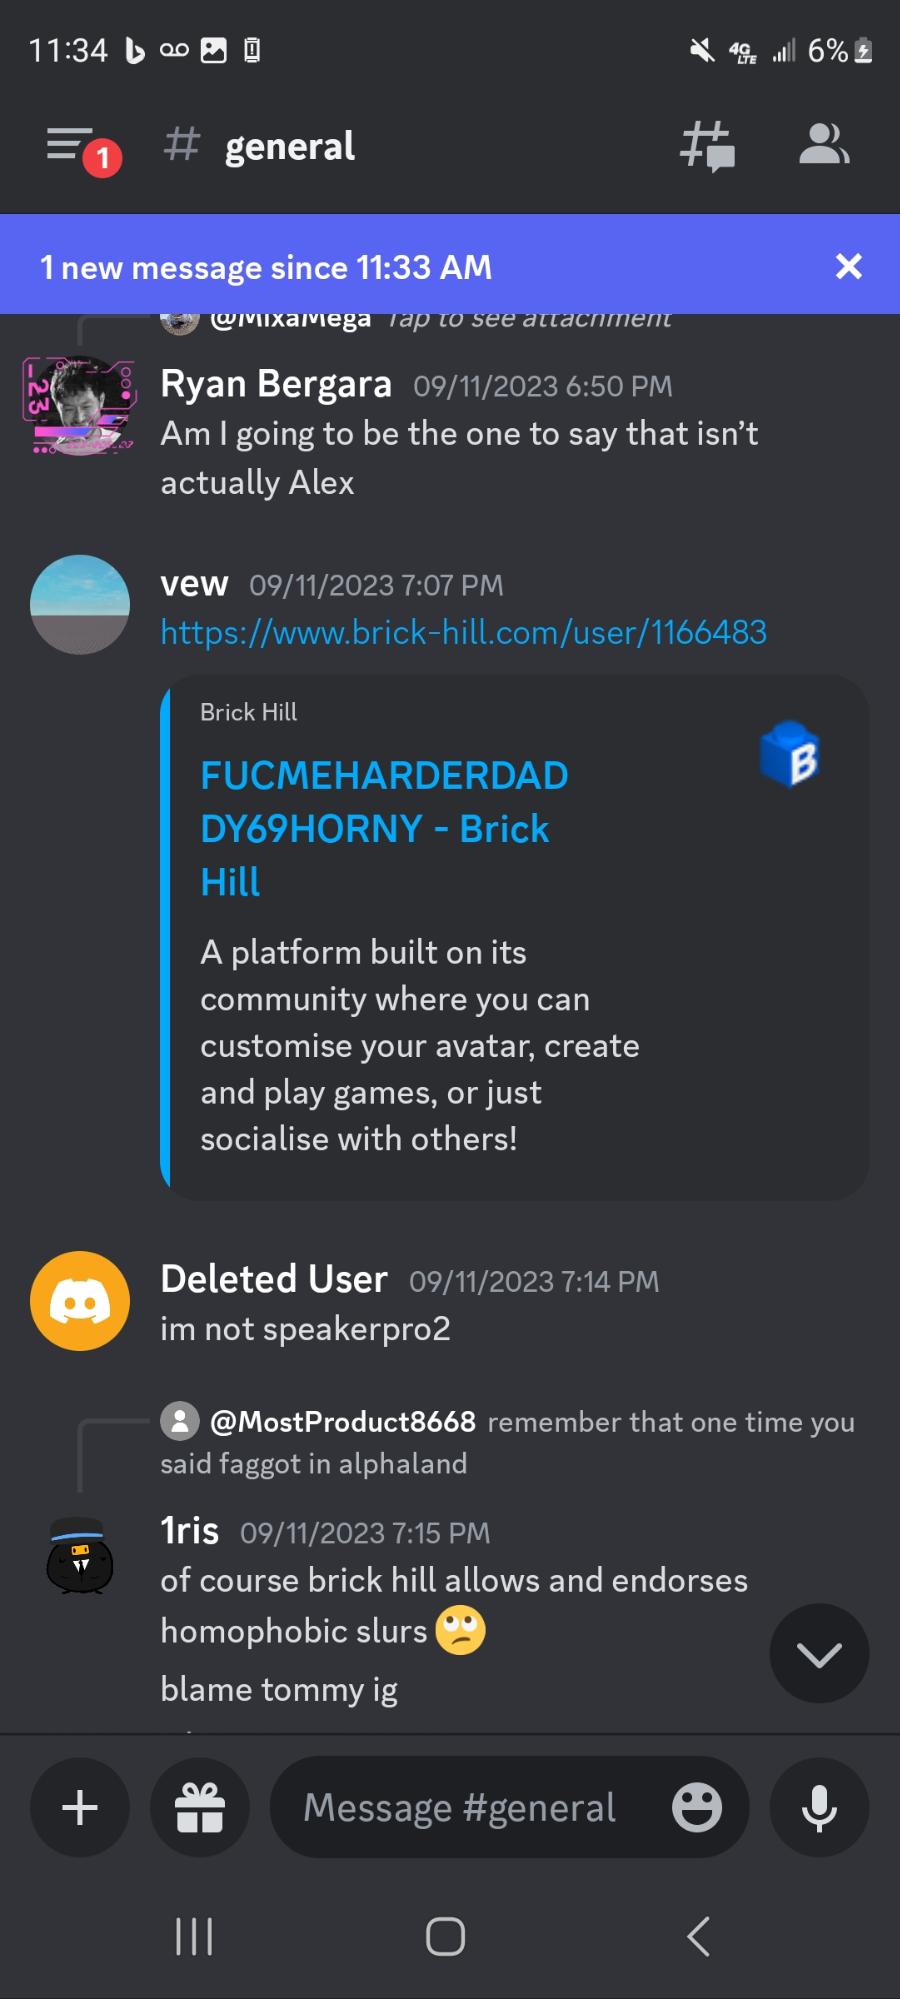 11:34
4G LTE 6%
1
# general
1 new message since 11:33 AM
@MixaMega Tap to see attachment
Ryan Bergara 09/11/2023 6:50 PM
Am I going to be the one to say that isn’t
actually Alex
vew 09/11/2023 7:07 PM
https://www.brick-hill.com/user/1166483
Brick Hill
B
FUCMEHARDERDAD
DY69HORNY - Brick
Hill
A platform built on its
community where you can
customise your avatar, create
and play games, or just
socialise with others!
Deleted User 09/11/2023 7:14 PM
im not speakerpro2
@MostProduct8668 remember that one time you
said faggot in alphaland
1ris 09/11/2023 7:15 PM
of course brick hill allows and endorses
homophobic slurs 🙄
blame tommy ig
Message #general